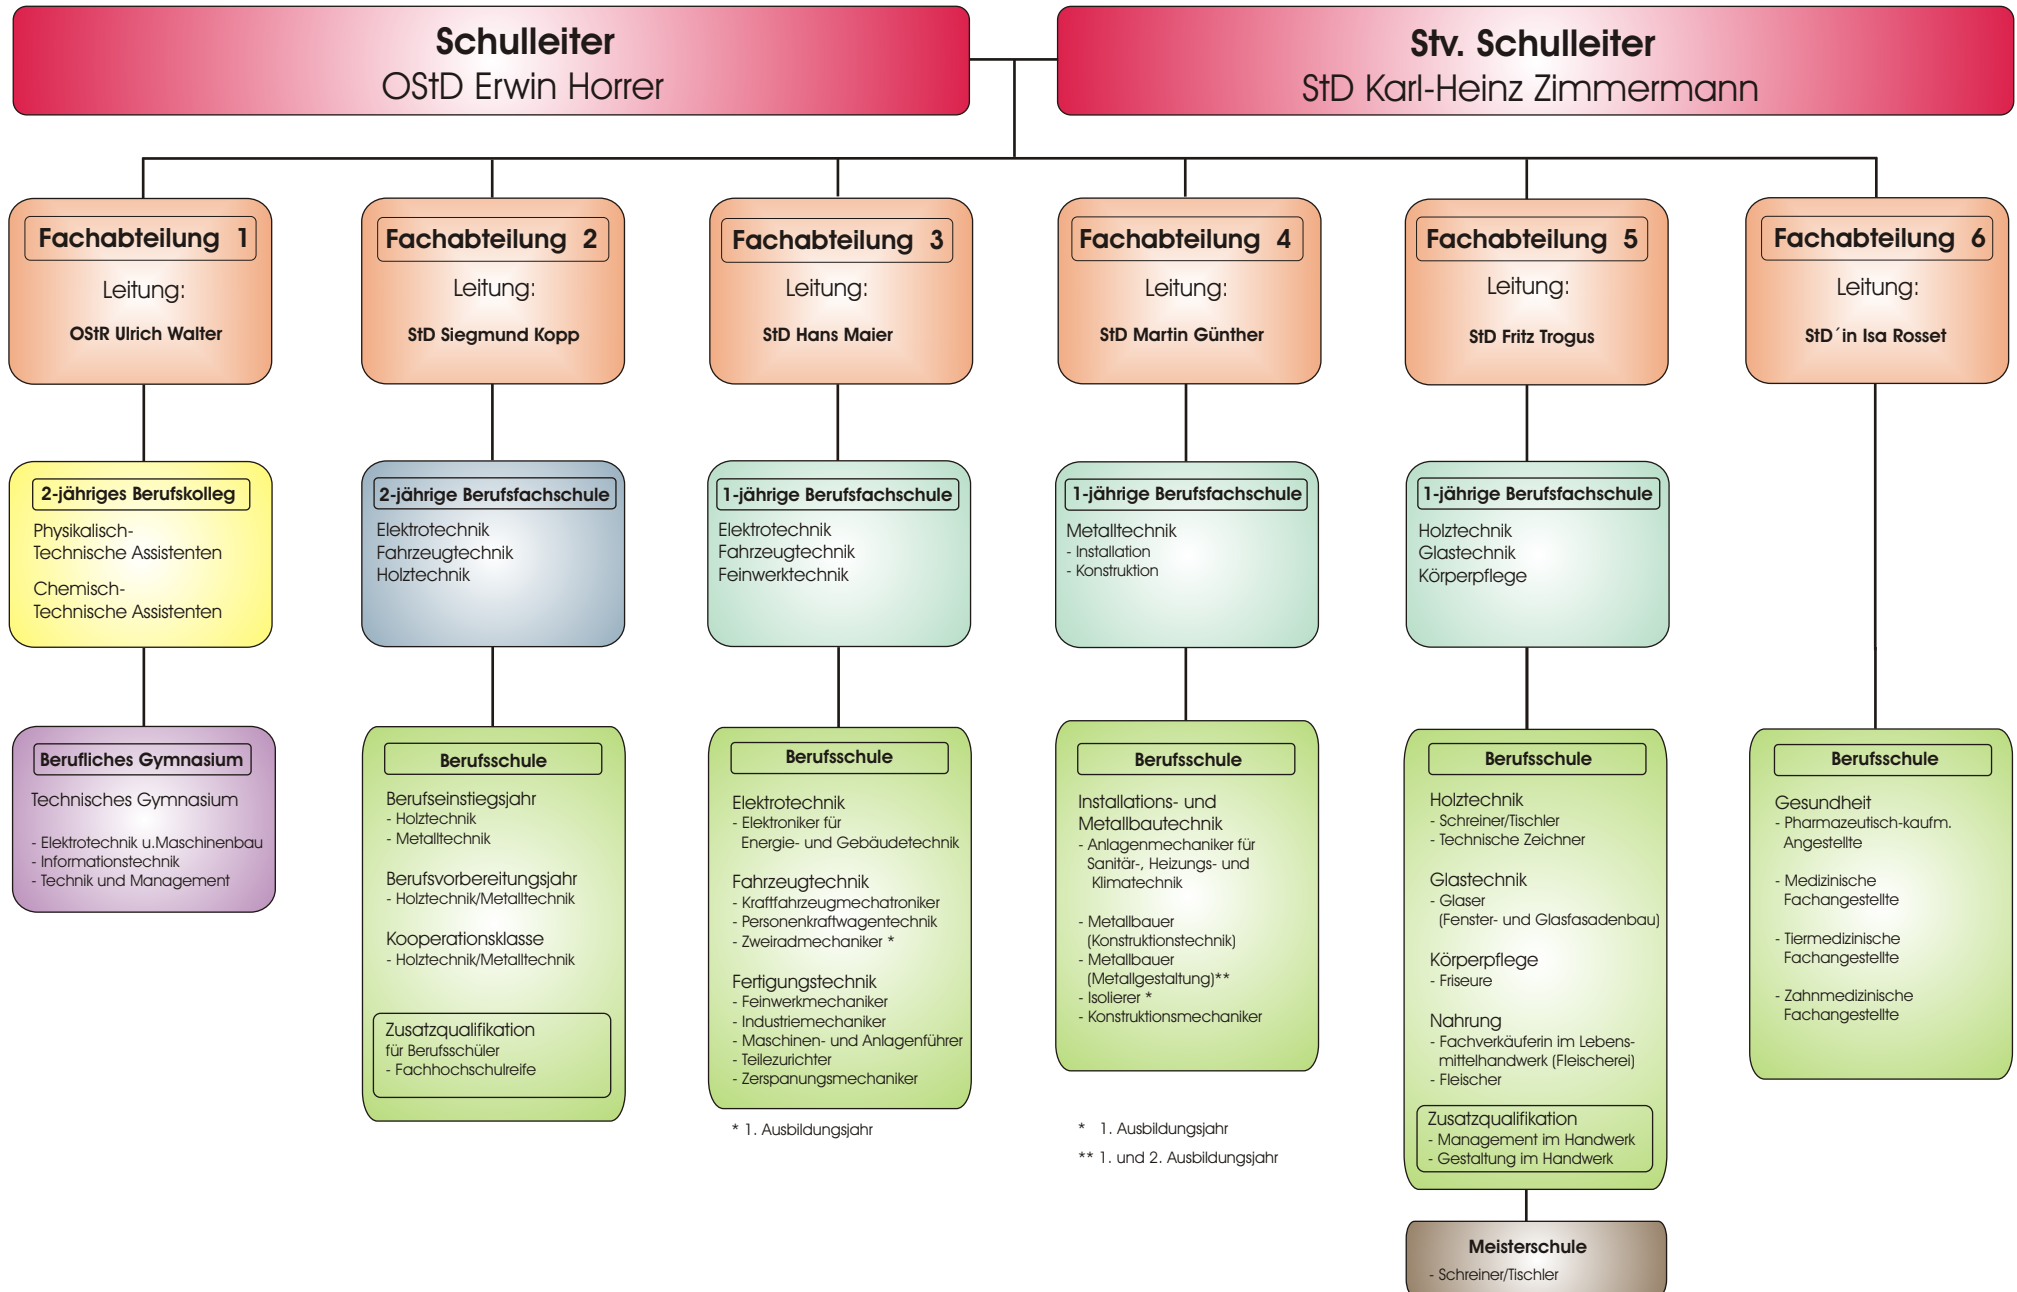 Schulleiter
OStD Erwin Horrer
Stv. Schulleiter
StD Karl-Heinz Zimmermann
Fachabteilung 1
Leitung:
OStR Ulrich Walter
Fachabteilung 2
Leitung:
StD Siegmund Kopp
Fachabteilung 3
Leitung:
StD Hans Maier
Fachabteilung 4
Leitung:
StD Martin Günther
Fachabteilung 5
Leitung:
StD Fritz Trogus
Fachabteilung 6
Leitung:
StD´in Isa Rosset
2-jähriges Berufskolleg
Physikalisch-
Technische Assistenten
Chemisch-
Technische Assistenten
2-jährige Berufsfachschule
Elektrotechnik
Fahrzeugtechnik
Holztechnik
1-jährige Berufsfachschule
Elektrotechnik
Fahrzeugtechnik
Feinwerktechnik
1-jährige Berufsfachschule
Metalltechnik
- Installation
- Konstruktion
1-jährige Berufsfachschule
Holztechnik
Glastechnik
Körperpflege
Berufliches Gymnasium
Technisches Gymnasium
- Elektrotechnik u.Maschinenbau
- Informationstechnik
- Technik und Management
Berufsschule
Berufseinstiegsjahr
- Holztechnik
- Metalltechnik
Berufsvorbereitungsjahr
- Holztechnik/Metalltechnik
Kooperationsklasse
- Holztechnik/Metalltechnik
Zusatzqualifikation
für Berufsschüler
- Fachhochschulreife
Berufsschule
Elektrotechnik
- Elektroniker für
Energie- und Gebäudetechnik
Fahrzeugtechnik
- Kraftfahrzeugmechatroniker
- Personenkraftwagentechnik
- Zweiradmechaniker *
Fertigungstechnik
- Feinwerkmechaniker
- Industriemechaniker
- Maschinen- und Anlagenführer
- Teilezurichter
- Zerspanungsmechaniker
* 1. Ausbildungsjahr
Berufsschule
Installations- und
Metallbautechnik
- Anlagenmechaniker für
Sanitär-, Heizungs- und
Klimatechnik
- Metallbauer
(Konstruktionstechnik)
- Metallbauer
(Metallgestaltung)**
- Isolierer *
- Konstruktionsmechaniker
* 1. Ausbildungsjahr
** 1. und 2. Ausbildungsjahr
Berufsschule
Holztechnik
- Schreiner/Tischler
- Technische Zeichner
Glastechnik
- Glaser
(Fenster- und Glasfasadenbau)
Körperpflege
- Friseure
Nahrung
- Fachverkäuferin im Lebens-
mittelhandwerk (Fleischerei)
- Fleischer
Zusatzqualifikation
- Management im Handwerk
- Gestaltung im Handwerk
Meisterschule
- Schreiner/Tischler
Berufsschule
Gesundheit
- Pharmazeutisch-kaufm.
Angestellte
- Medizinische
Fachangestellte
- Tiermedizinische
Fachangestellte
- Zahnmedizinische
Fachangestellte